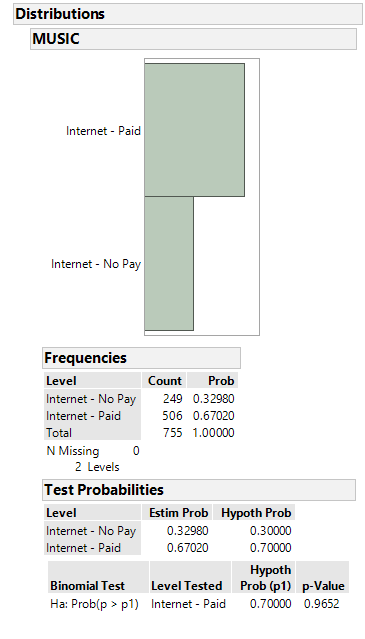 Distributions
MUSIC
Internet - Paid
Internet - No Pay
Frequencies
Level Count Prob
Internet - No Pay 249 0.32980
Internet - Paid 506 0.67020
Total 755 1.00000
N Missing 0
2 Levels
Test Probabilities
Level Estim Prob Hypoth Prob
Internet - No Pay 0.32980 0.30000
Internet - Paid 0.67020 0.70000
Hypoth
Binomial Test Level Tested Prob (p1) p-Value
Ha: Prob(p > p1) Internet - Paid 0.70000 0.9652